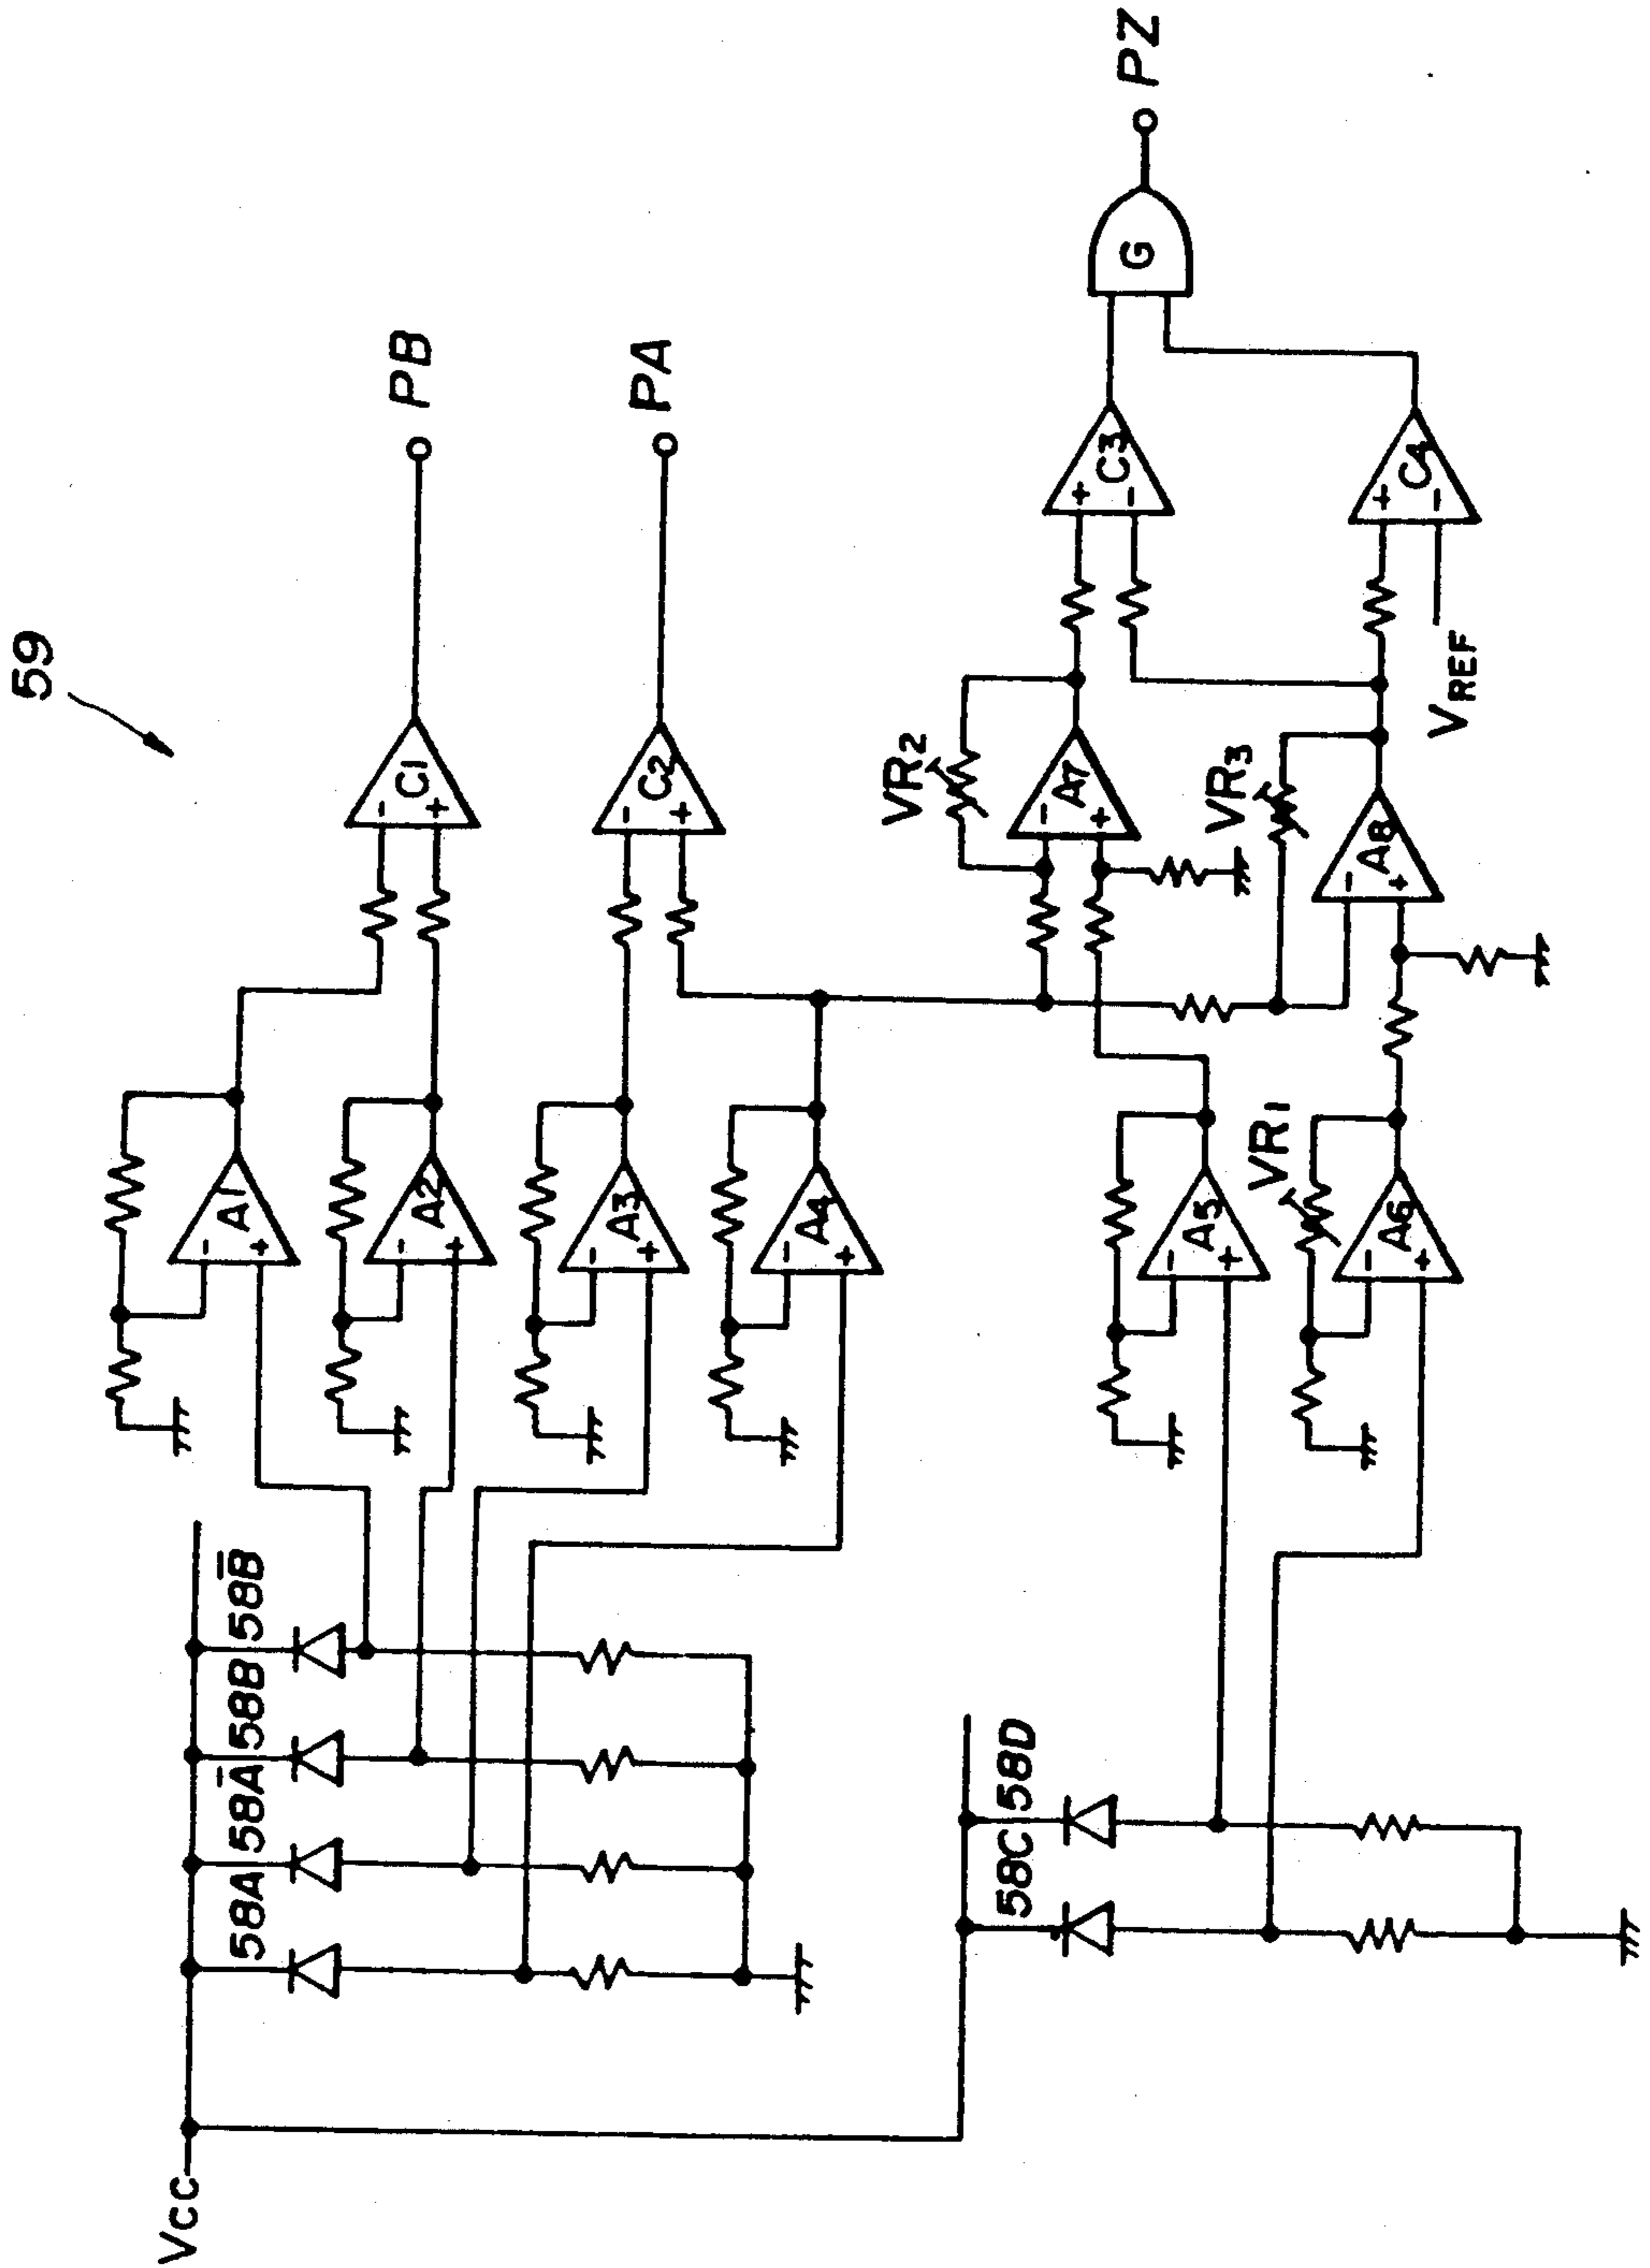 59
Vcc
58A
58A̅
58B
58B̅
58C
58D
A1
-
+
A2
-
+
A3
-
+
A4
-
+
A5
-
+
VR1
A6
-
+
VR2
A7
-
+
VR3
A8
-
+
C1
-
+
PB
C2
-
+
PA
C3
+
-
C4
+
-
VREF
G
PZ